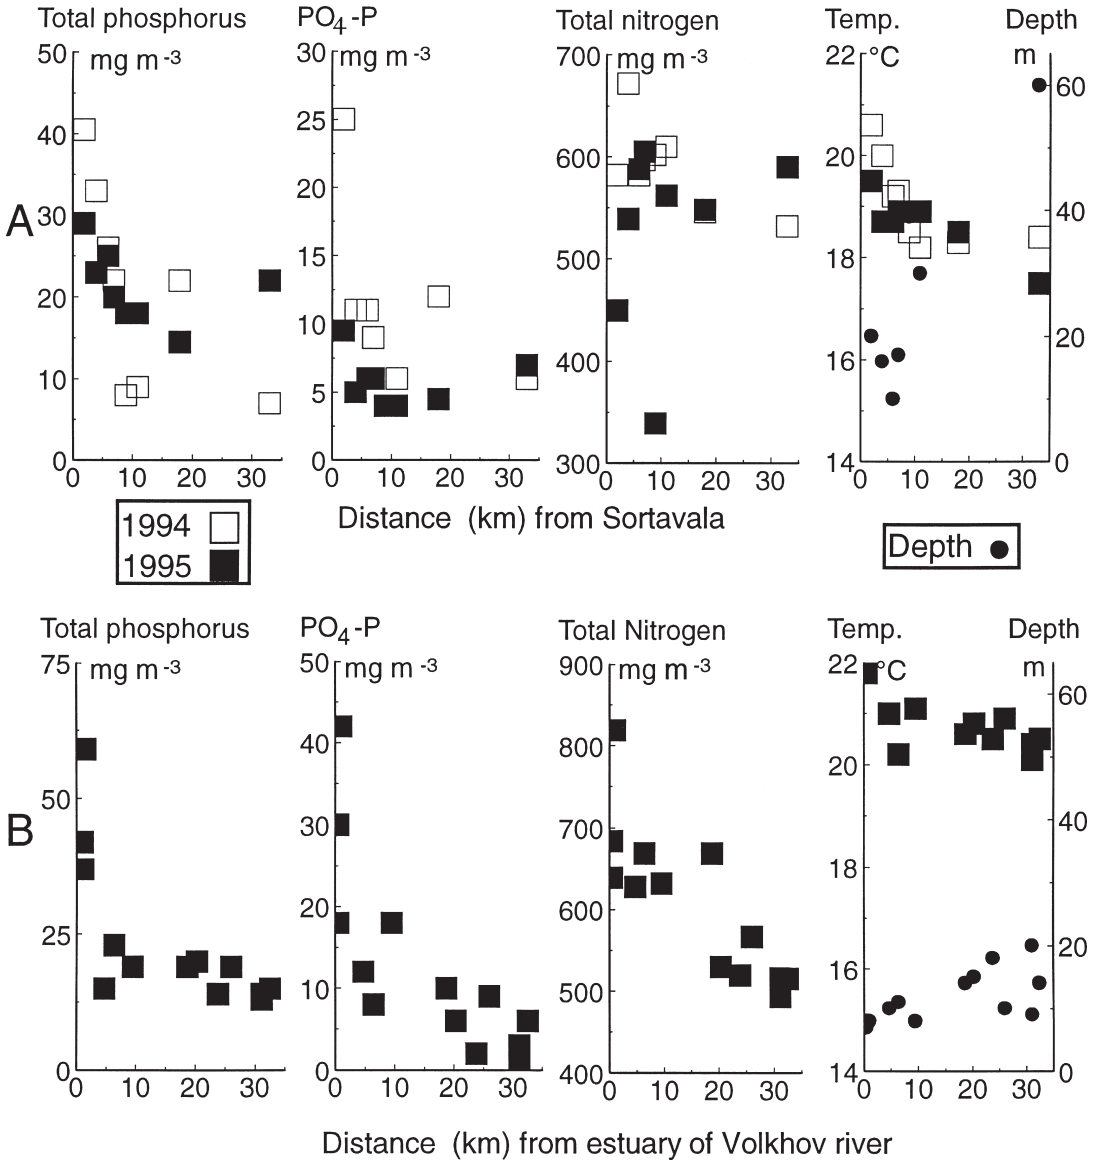 Total phosphorus
PO4-P
Total nitrogen
Temp.
Depth
mg m -3
mg m -3
mg m -3
°C
m
50
40
30
20
10
0
30
25
20
15
10
5
0
700
600
500
400
300
22
20
18
16
14
60
40
20
0
A
0 10 20 30
0 10 20 30
0 10 20 30
0 10 20 30
Distance (km) from Sortavala
1994
1995
Depth
Total phosphorus
PO4-P
Total Nitrogen
Temp.
Depth
mg m -3
mg m -3
mg m -3
°C
m
75
50
25
0
50
40
30
20
10
0
900
800
700
600
500
400
22
20
18
16
14
60
40
20
0
B
0 10 20 30
0 10 20 30
0 10 20 30
0 10 20 30
Distance (km) from estuary of Volkhov river